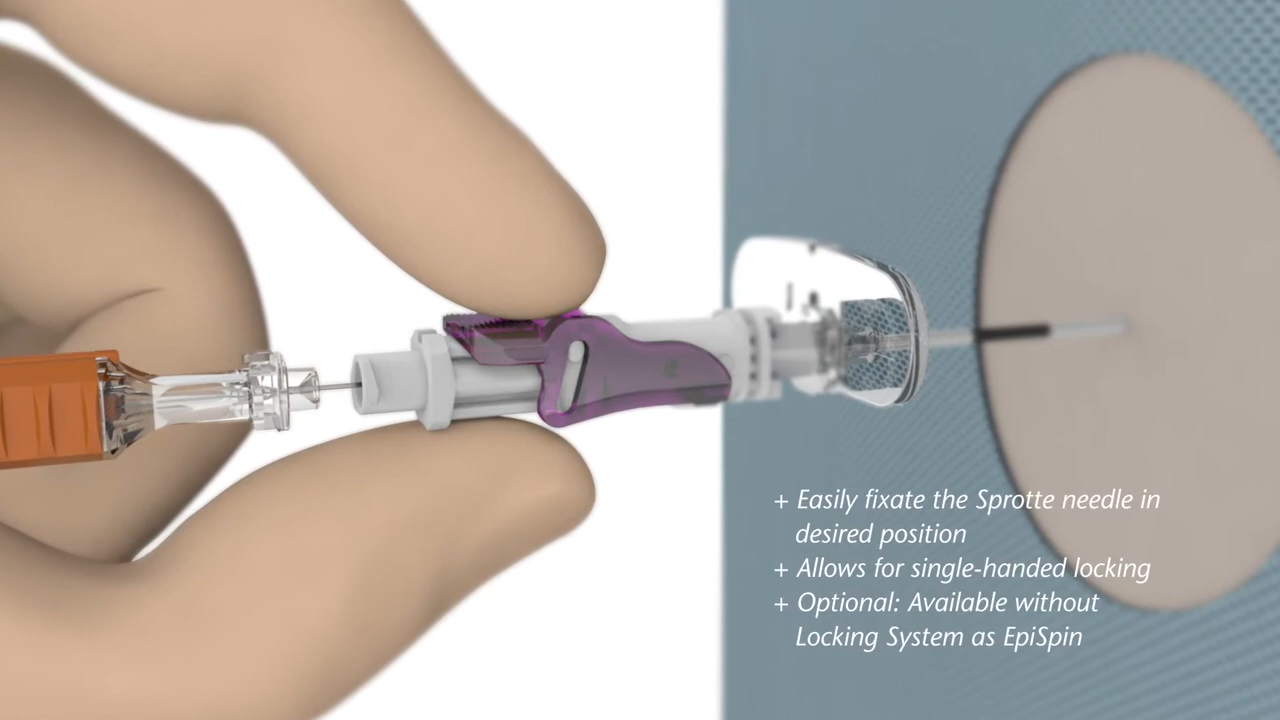 + Easily fixate the Sprotte needle in
desired position
+ Allows for single-handed locking
+ Optional: Available without
Locking System as EpiSpin